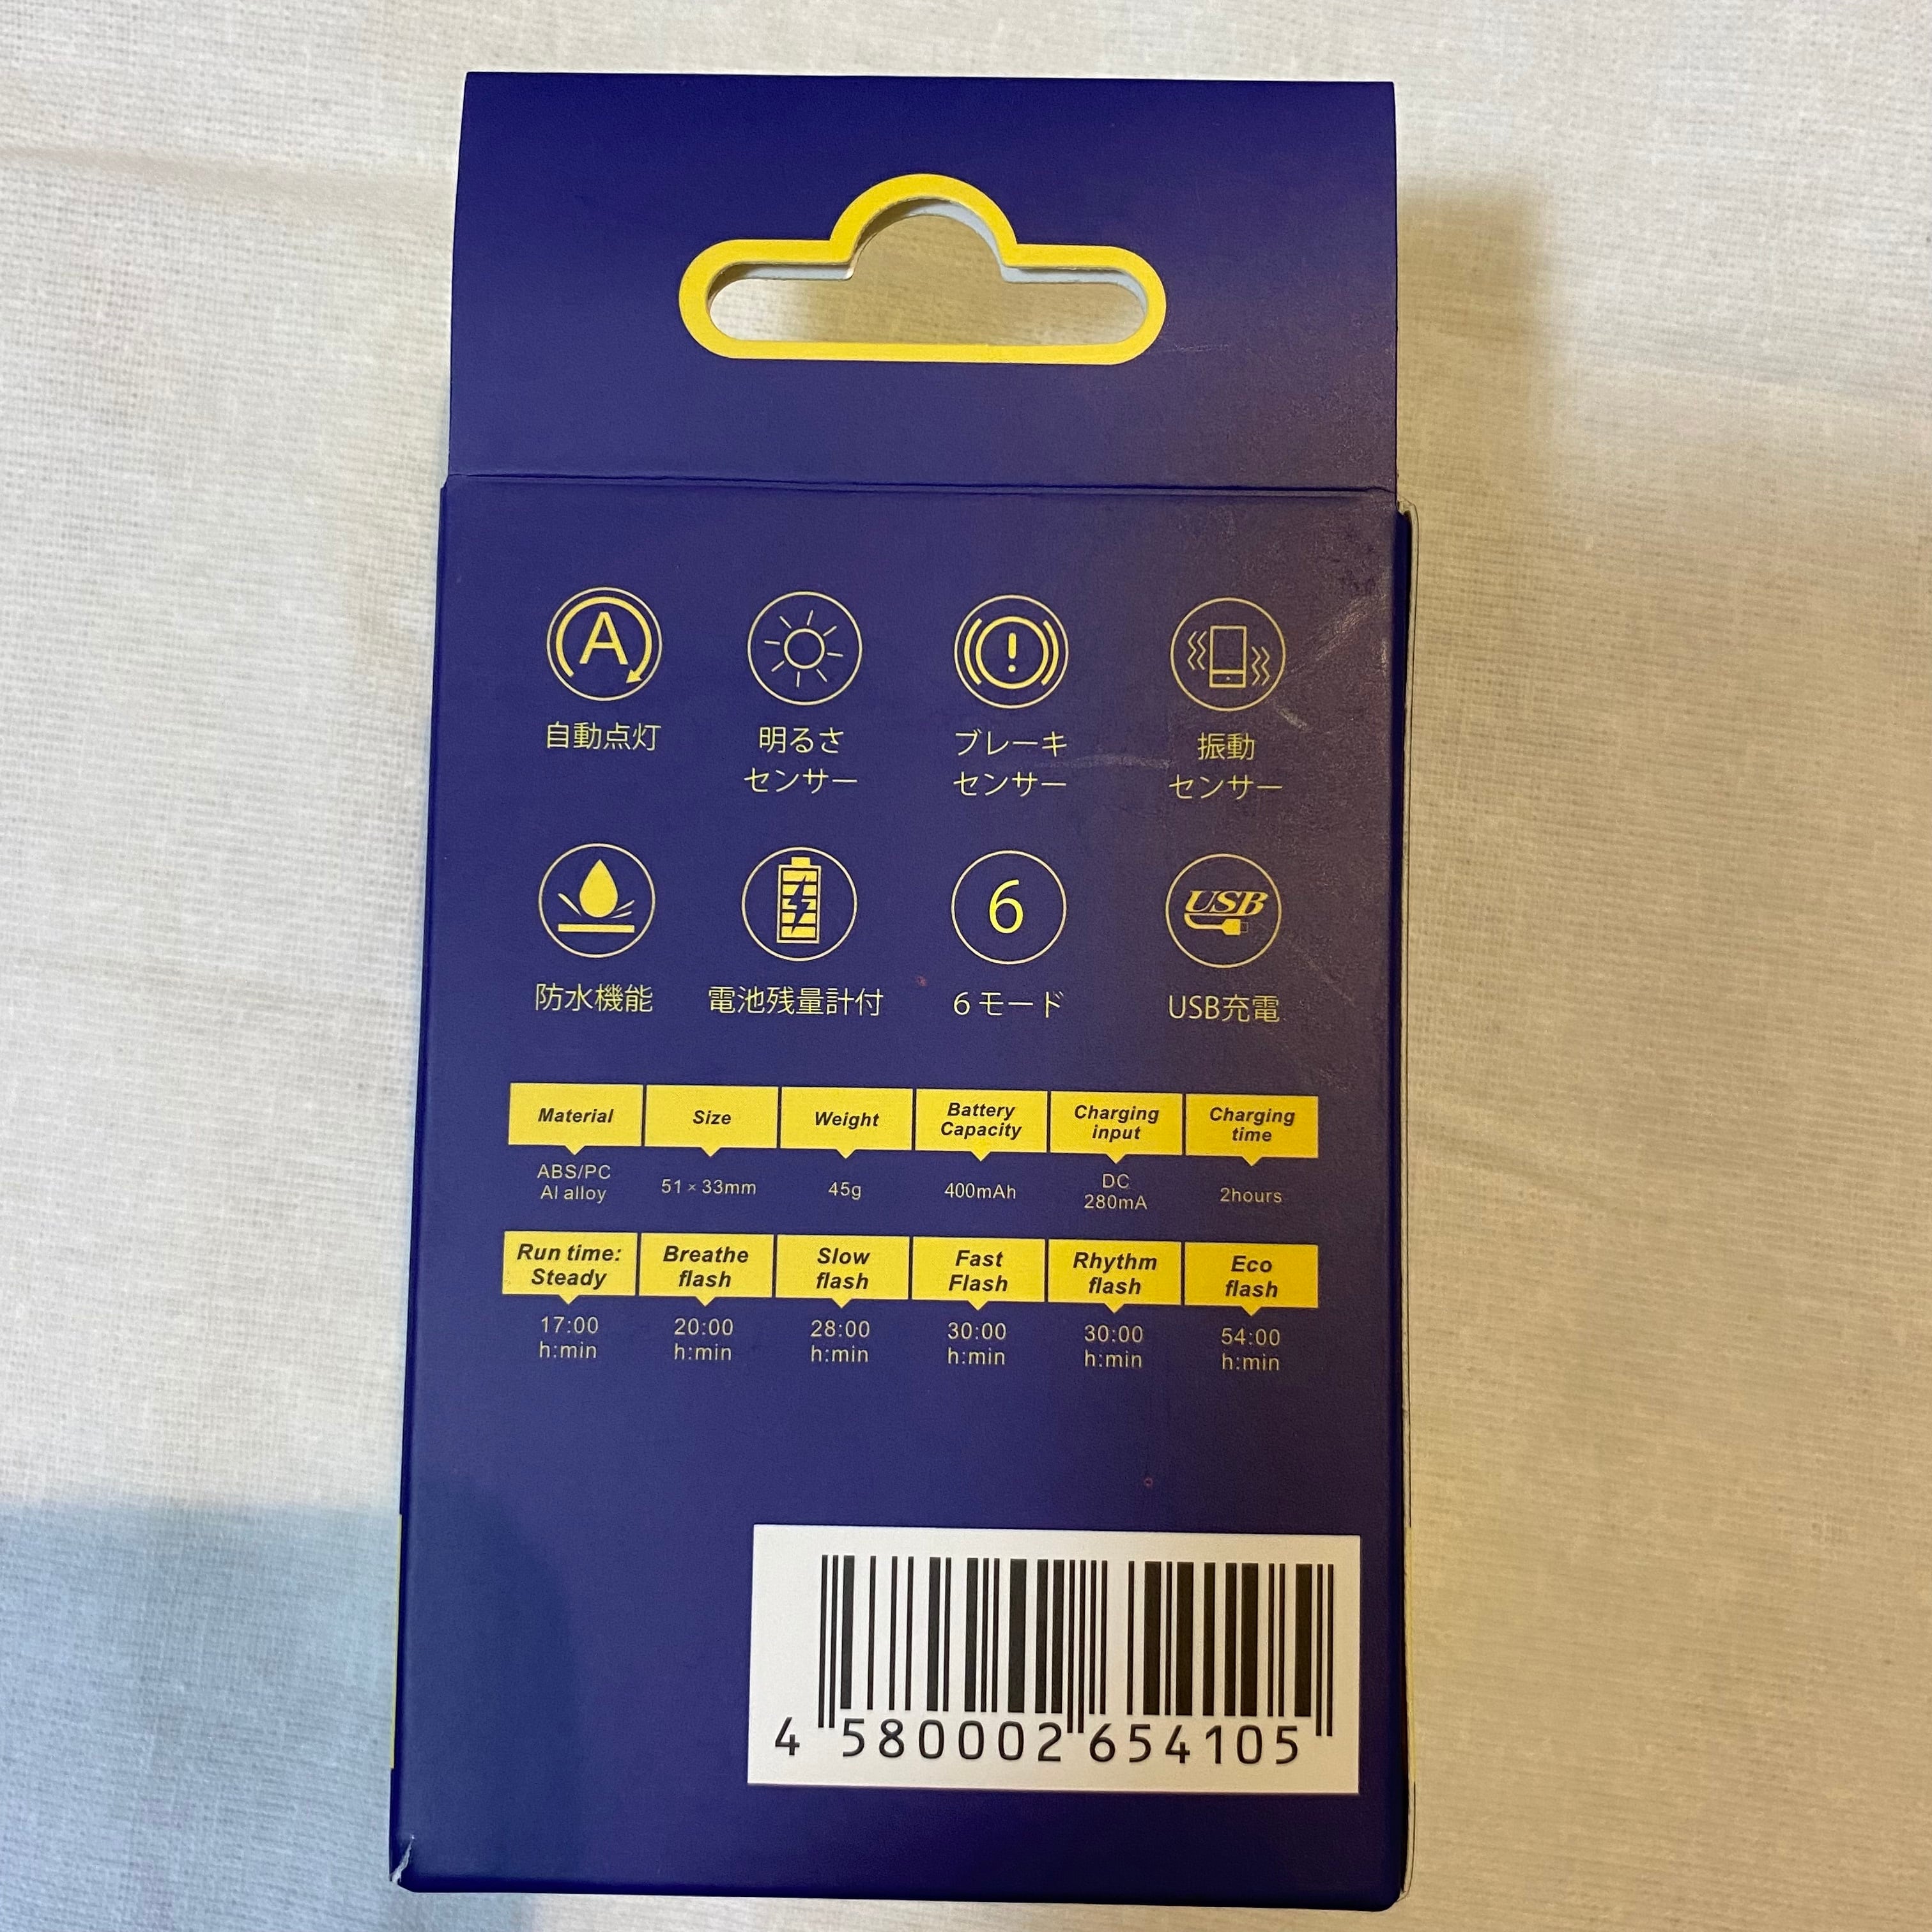 A
自動点灯
明るさ
センサー
!
ブレーキ
センサー
振動
センサー
防水機能
電池残量計付
6
6モード
USB
USB充電
Material
Size
Weight
Battery
Capacity
Charging
input
Charging
time
ABS/PC
Al alloy
51×33mm
45g
400mAh
DC
280mA
2hours
Run time:
Steady
Breathe
flash
Slow
flash
Fast
Flash
Rhythm
flash
Eco
flash
17:00
h:min
20:00
h:min
28:00
h:min
30:00
h:min
30:00
h:min
54:00
h:min
4 580002 654105